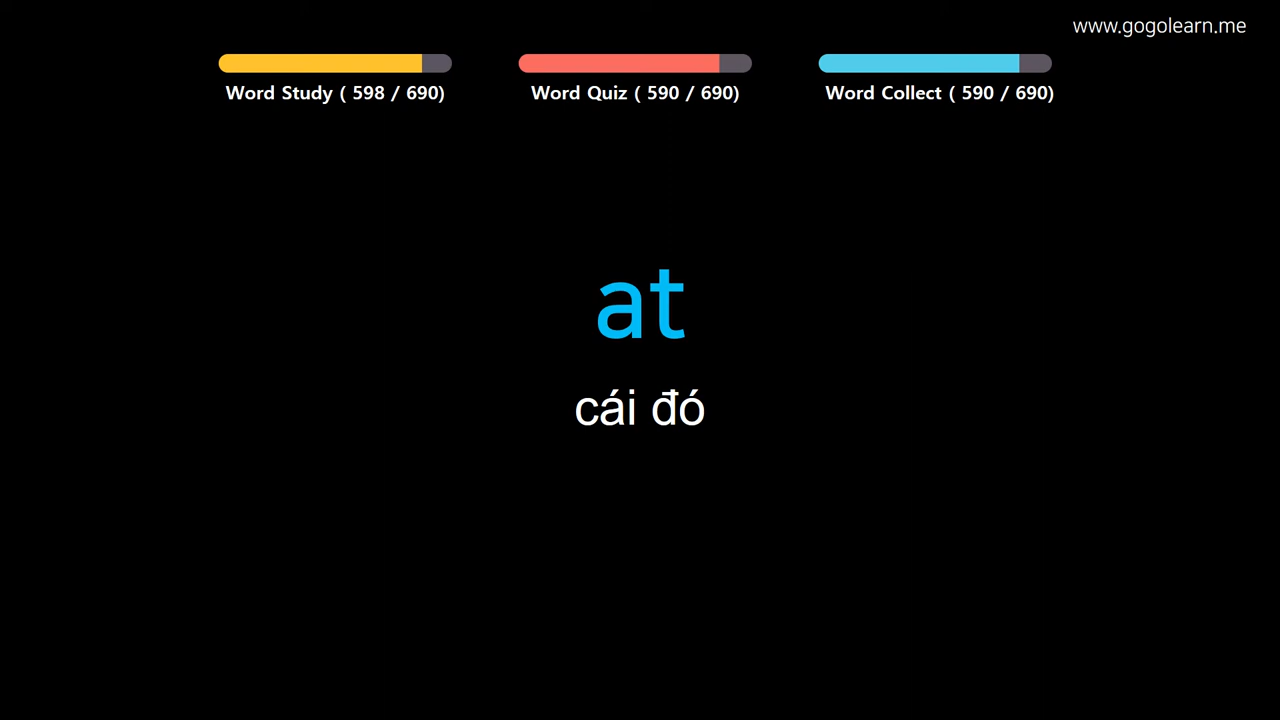 www.gogolearn.me
Word Study ( 598 / 690)
Word Quiz ( 590 / 690)
Word Collect ( 590 / 690)
at
cái đó